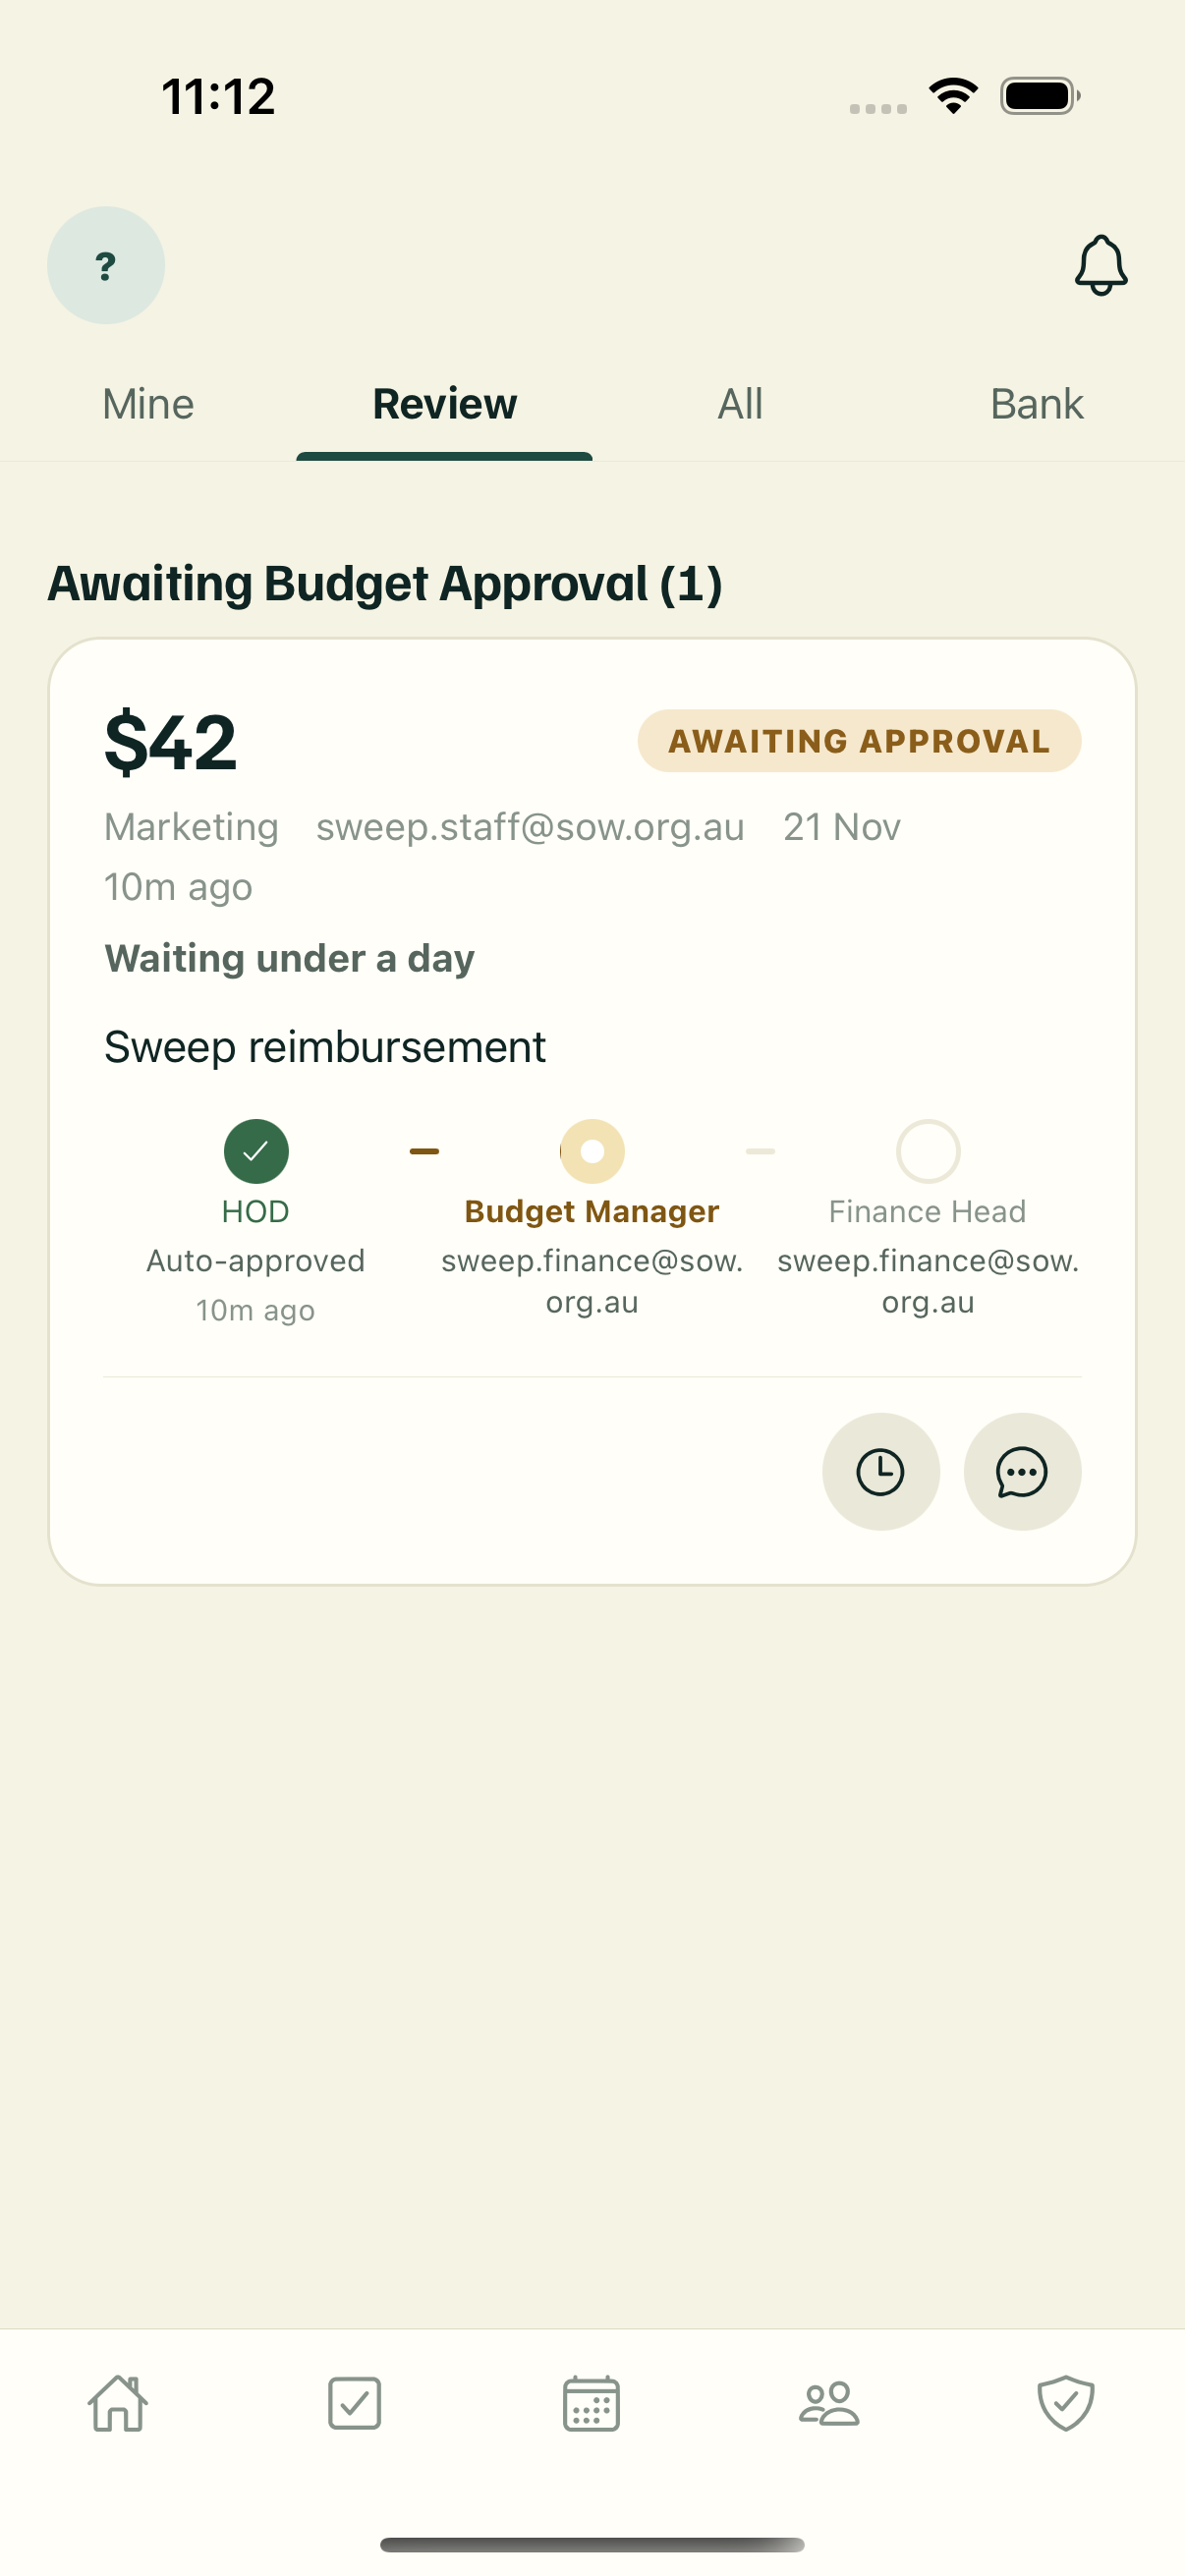 11:12
?
Mine Review All Bank
Awaiting Budget Approval (1)
$42 AWAITING APPROVAL
Marketing sweep.staff@sow.org.au 21 Nov
10m ago
Waiting under a day
Sweep reimbursement
HOD Budget Manager Finance Head
Auto-approved sweep.finance@sow. sweep.finance@sow.
10m ago org.au org.au